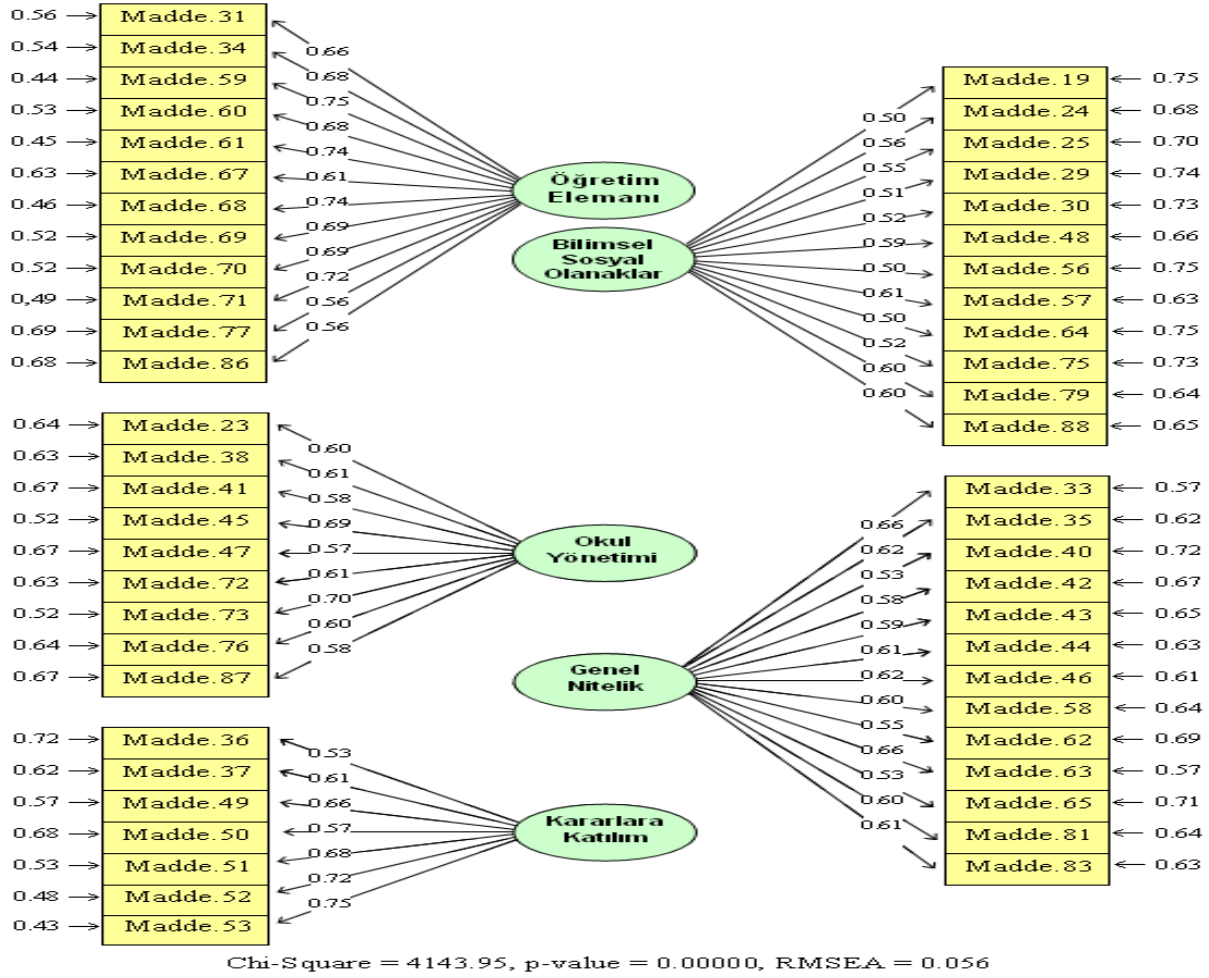 0.56 Madde.31
0.54 Madde.34
0.44 Madde.59
0.53 Madde.60
0.45 Madde.61
0.63 Madde.67
0.46 Madde.68
0.52 Madde.69
0.52 Madde.70
0,49 Madde.71
0.69 Madde.77
0.68 Madde.86
0.66
0.68
0.75
0.68
0.74
0.61
0.74
0.69
0.69
0.72
0.56
0.56
Öğretim
Elemanı
Bilimsel
Sosyal
Olanaklar
0.50
0.56
0.55
0.51
0.52
0.59
0.50
0.61
0.50
0.52
0.60
0.60
Madde.19 0.75
Madde.24 0.68
Madde.25 0.70
Madde.29 0.74
Madde.30 0.73
Madde.48 0.66
Madde.56 0.75
Madde.57 0.63
Madde.64 0.75
Madde.75 0.73
Madde.79 0.64
Madde.88 0.65
0.64 Madde.23
0.63 Madde.38
0.67 Madde.41
0.52 Madde.45
0.67 Madde.47
0.63 Madde.72
0.52 Madde.73
0.64 Madde.76
0.67 Madde.87
0.60
0.61
0.58
0.69
0.57
0.61
0.70
0.60
0.58
Okul
Yönetimi
Genel
Nitelik
0.66
0.62
0.53
0.58
0.59
0.61
0.62
0.60
0.55
0.66
0.53
0.60
0.61
Madde.33 0.57
Madde.35 0.62
Madde.40 0.72
Madde.42 0.67
Madde.43 0.65
Madde.44 0.63
Madde.46 0.61
Madde.58 0.64
Madde.62 0.69
Madde.63 0.57
Madde.65 0.71
Madde.81 0.64
Madde.83 0.63
0.72 Madde.36
0.62 Madde.37
0.57 Madde.49
0.68 Madde.50
0.53 Madde.51
0.48 Madde.52
0.43 Madde.53
0.53
0.61
0.66
0.57
0.68
0.72
0.75
Kararlara
Katılım
Chi-Square = 4143.95, p-value = 0.00000, RMSEA = 0.056